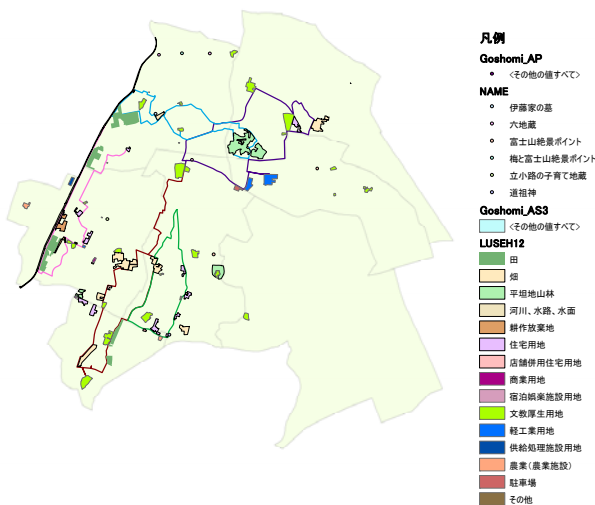 凡例
Goshomi_AP
<その他の値すべて>
NAME
伊藤家の墓
六地蔵
富士山絶景ポイント
梅と富士山絶景ポイント
立小路の子育て地蔵
道祖神
Goshomi_AS3
<その他の値すべて>
LUSEH12
田
畑
平坦地山林
河川、水路、水面
耕作放棄地
住宅用地
店舗併用住宅用地
商業用地
宿泊娯楽施設用地
文教厚生用地
軽工業用地
供給処理施設用地
農業(農業施設)
駐車場
その他